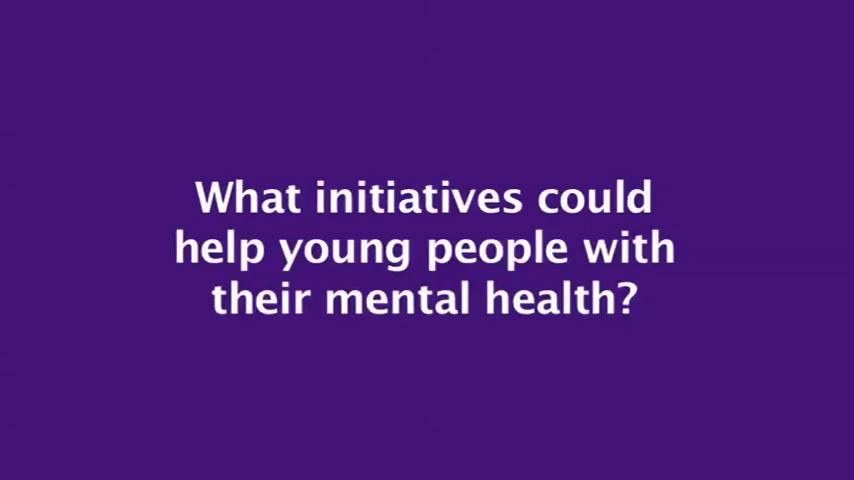 What initiatives could
help young people with
their mental health?